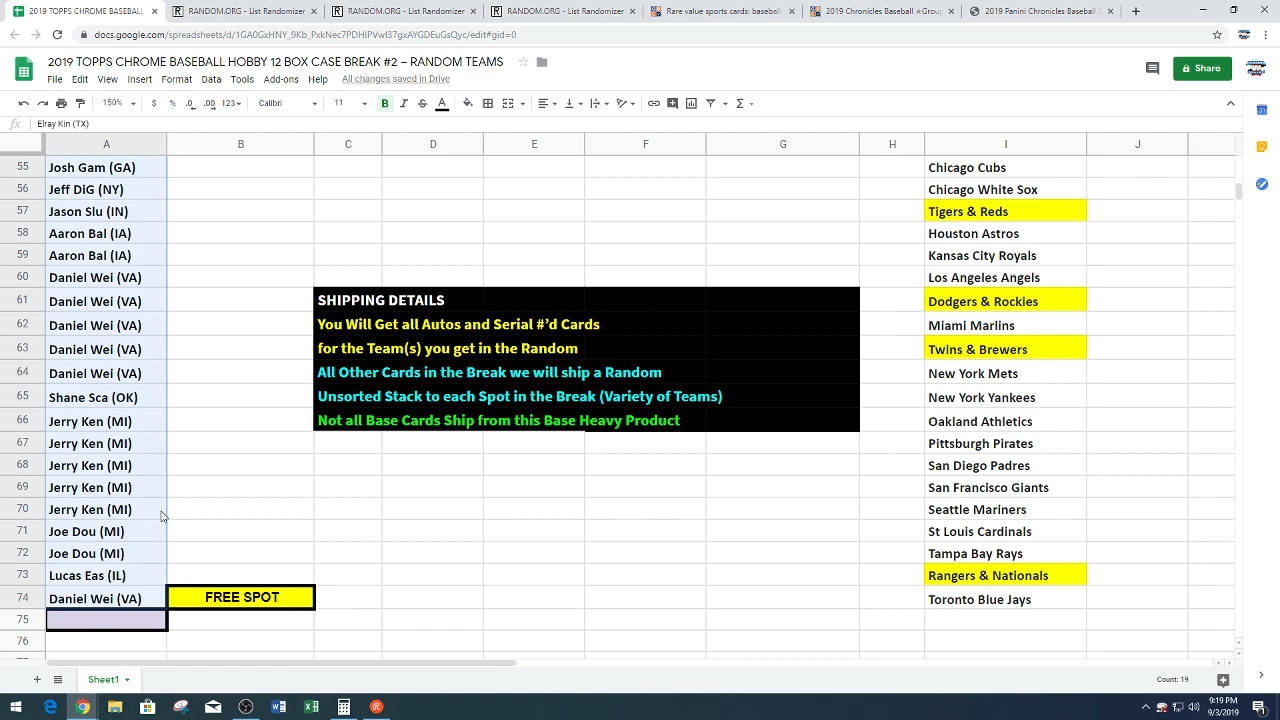 2019 TOPPS CHROME BASEBALL
RANDOM.ORG - List Randomizer
RANDOM.ORG - List Randomizer
RANDOM.ORG - List Randomizer
Rare value sports cards: baseball
2019 Chronicles Baseball ★Group
2019 Panini Chronicles Baseball C
docs.google.com/spreadsheets/d/1GA0GxHNY_9Kb_PxkNec7PDHIPVwI37gxAYGDEuGsQyc/edit#gid=0
2019 TOPPS CHROME BASEBALL HOBBY 12 BOX CASE BREAK #2 – RANDOM TEAMS
Share
File Edit View Insert Format Data Tools Add-ons Help All changes saved in Drive
150% $ % .0 .00 123 Calibri 11 B I S A
fx Elray Kin (TX)
A B C D E F G H I J
55 Josh Gam (GA) Chicago Cubs
56 Jeff DiG (NY) Chicago White Sox
57 Jason Slu (IN) Tigers & Reds
58 Aaron Bal (IA) Houston Astros
59 Aaron Bal (IA) Kansas City Royals
60 Daniel Wei (VA) Los Angeles Angels
61 Daniel Wei (VA) SHIPPING DETAILS Dodgers & Rockies
62 Daniel Wei (VA) You Will Get all Autos and Serial #'d Cards Miami Marlins
63 Daniel Wei (VA) for the Team(s) you get in the Random Twins & Brewers
64 Daniel Wei (VA) All Other Cards in the Break we will ship a Random New York Mets
65 Shane Sca (OK) Unsorted Stack to each Spot in the Break (Variety of Teams) New York Yankees
66 Jerry Ken (MI) Not all Base Cards Ship from this Base Heavy Product Oakland Athletics
67 Jerry Ken (MI) Pittsburgh Pirates
68 Jerry Ken (MI) San Diego Padres
69 Jerry Ken (MI) San Francisco Giants
70 Jerry Ken (MI) Seattle Mariners
71 Joe Dou (MI) St Louis Cardinals
72 Joe Dou (MI) Tampa Bay Rays
73 Lucas Eas (IL) Rangers & Nationals
74 Daniel Wei (VA) FREE SPOT Toronto Blue Jays
75
76
Sheet1
Count: 19
9:19 PM
9/3/2019